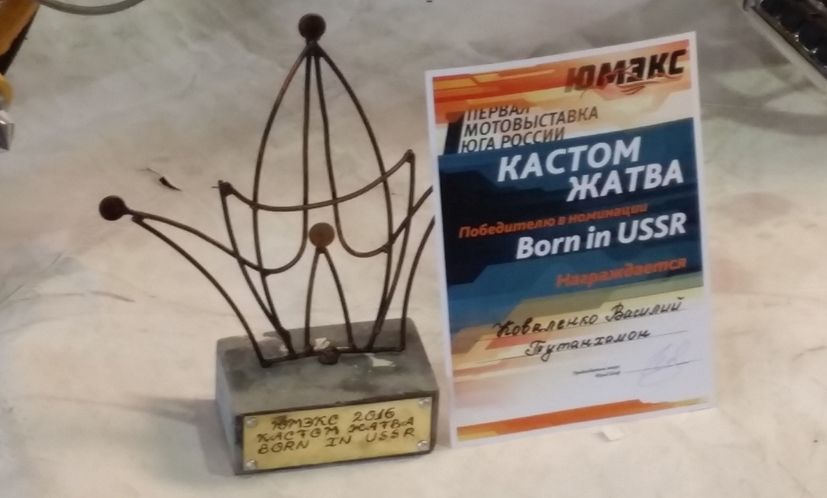 ЮМЭКС 2016
КАСТОМ ЖАТВА
BORN IN USSR
ЮМЭКС
ПЕРВАЯ
МОТОВЫСТАВКА
ЮГА РОССИИ
КАСТОМ
ЖАТВА
Победителю в номинации
Born in USSR
Награждается
Коваленко Василий
Тутанхамон